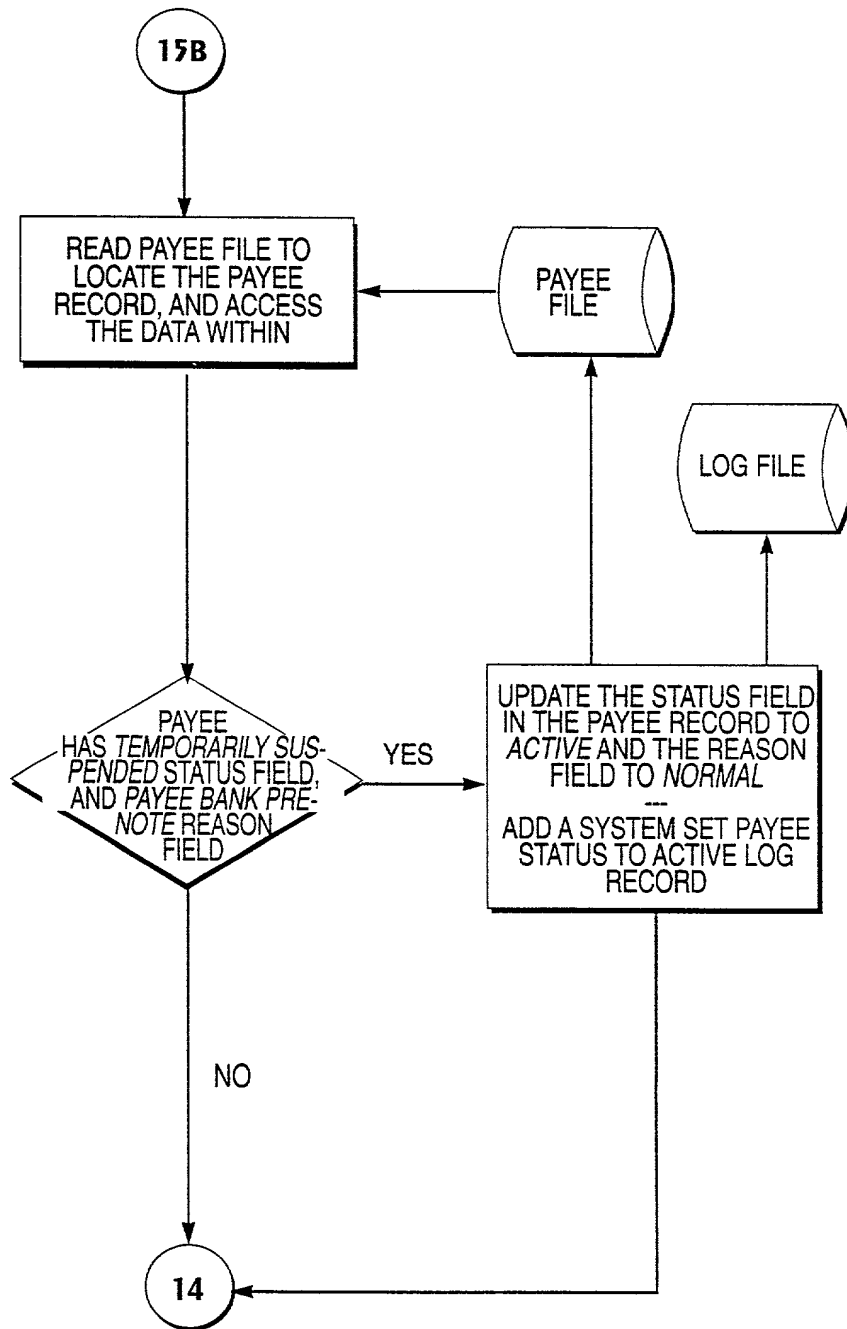 15B
READ PAYEE FILE TO
LOCATE THE PAYEE
RECORD, AND ACCESS
THE DATA WITHIN
PAYEE
FILE
LOG FILE
PAYEE
HAS TEMPORARILY SUS-
PENDED STATUS FIELD,
AND PAYEE BANK PRE-
NOTE REASON
FIELD
YES
UPDATE THE STATUS FIELD
IN THE PAYEE RECORD TO
ACTIVE AND THE REASON
FIELD TO NORMAL
---
ADD A SYSTEM SET PAYEE
STATUS TO ACTIVE LOG
RECORD
NO
14